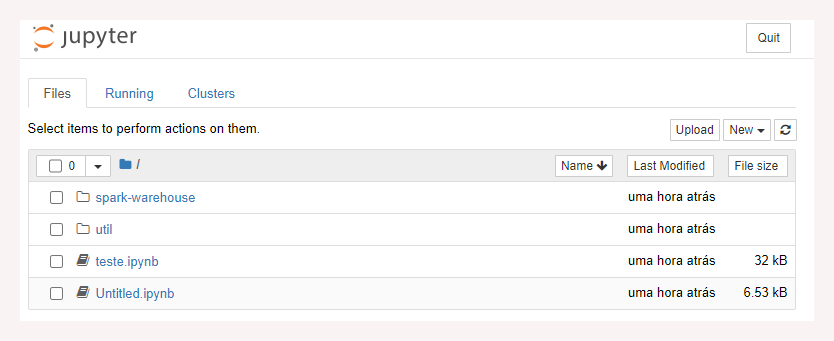 jupyter Quit
Files Running Clusters
Select items to perform actions on them. Upload New
0 / Name Last Modified File size
spark-warehouse uma hora atrás
util uma hora atrás
teste.ipynb uma hora atrás 32 kB
Untitled.ipynb uma hora atrás 6.53 kB